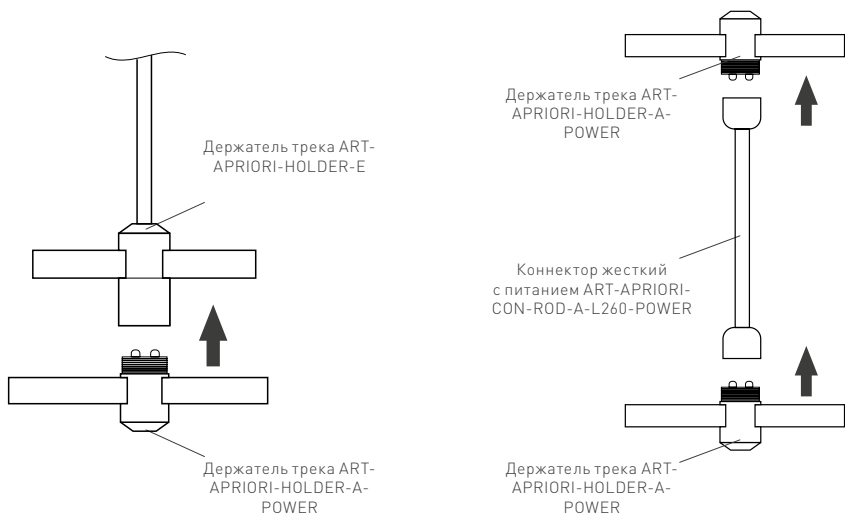 Держатель трека ART-
APRIORI-HOLDER-E
Держатель трека ART-
APRIORI-HOLDER-A-
POWER
Держатель трека ART-
APRIORI-HOLDER-A-
POWER
Коннектор жесткий
с питанием ART-APRIORI-
CON-ROD-A-L260-POWER
Держатель трека ART-
APRIORI-HOLDER-A-
POWER